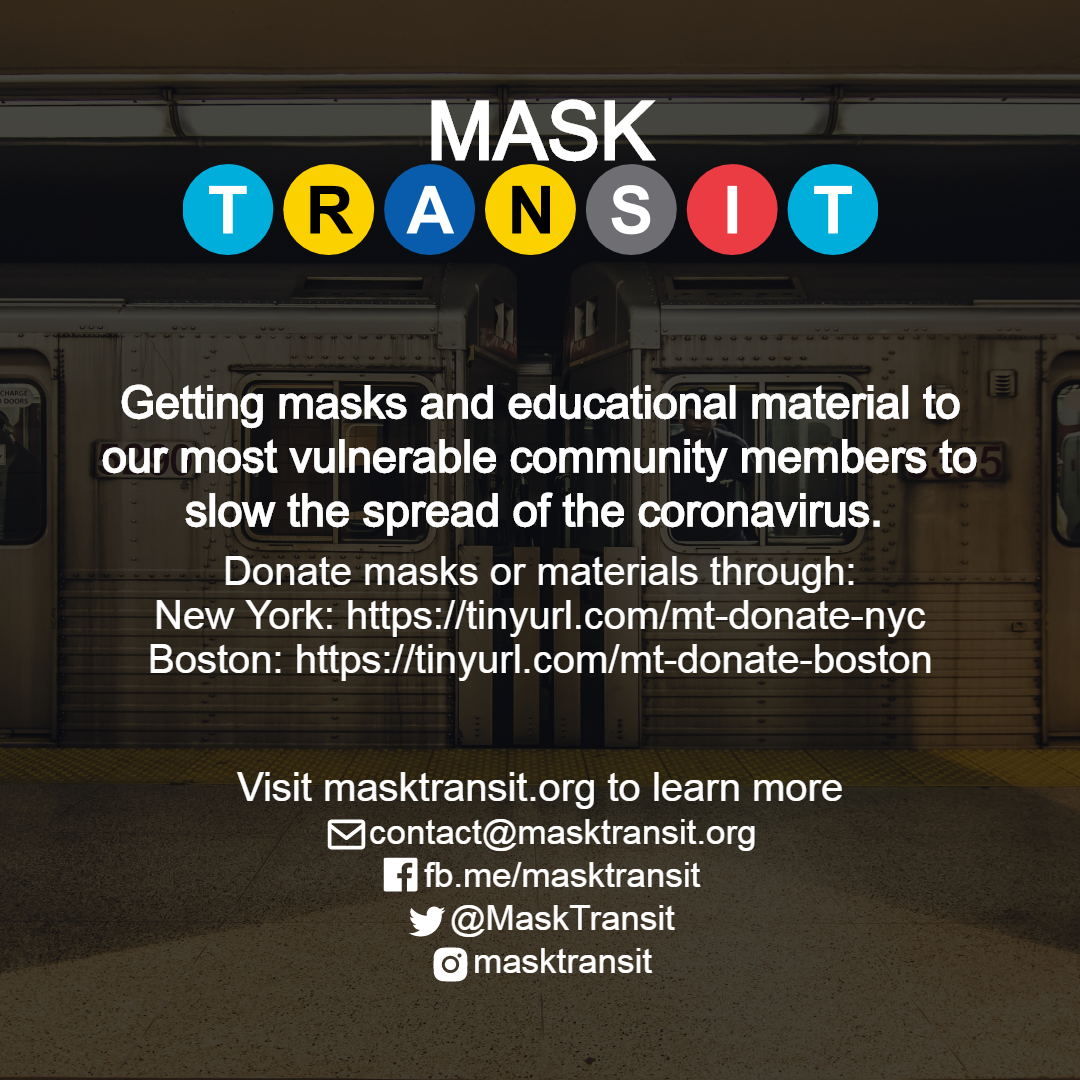 MASK
TRANSIT
Getting masks and educational material to
our most vulnerable community members to
slow the spread of the coronavirus.
Donate masks or materials through:
New York: https://tinyurl.com/mt-donate-nyc
Boston: https://tinyurl.com/mt-donate-boston
Visit masktransit.org to learn more
contact@masktransit.org
fb.me/masktransit
@MaskTransit
masktransit